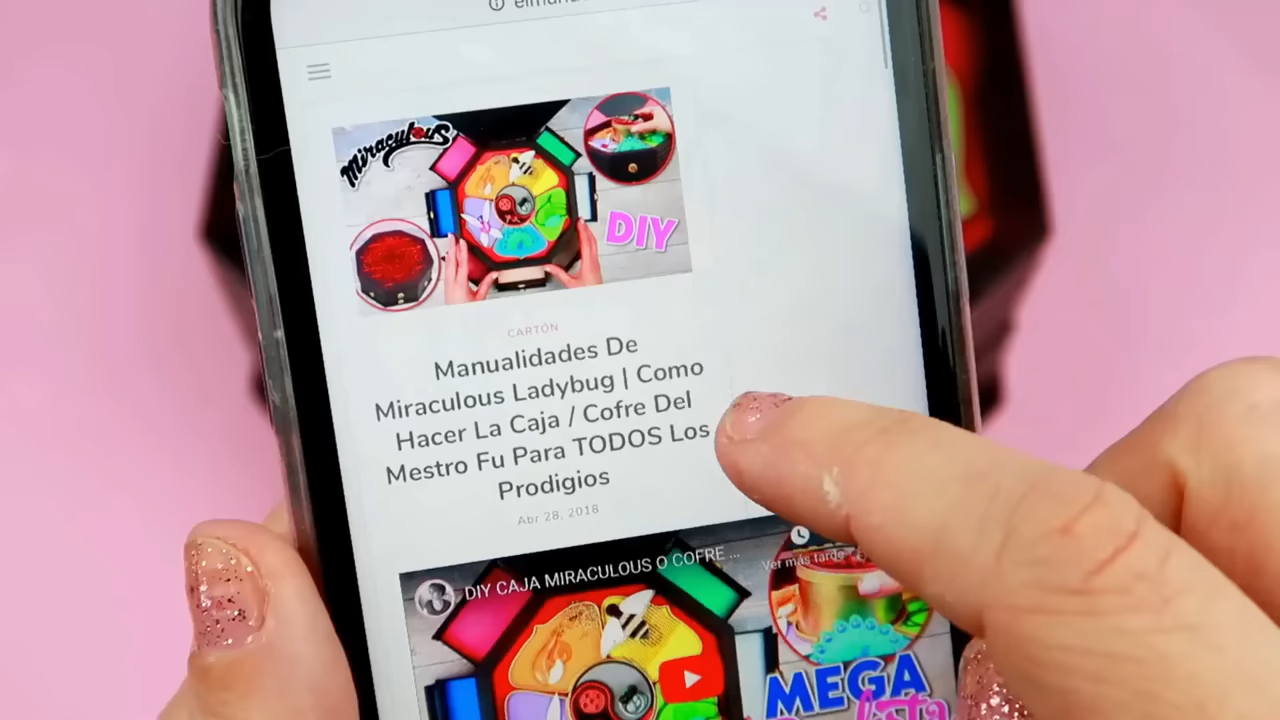 Miraculous
DIY
CARTÓN
Manualidades De
Miraculous Ladybug | Como
Hacer La Caja / Cofre Del
Mestro Fu Para TODOS Los
Prodigios
Abr 28, 2018
DIY CAJA MIRACULOUS O COFRE ...
Ver más tarde
MEGA